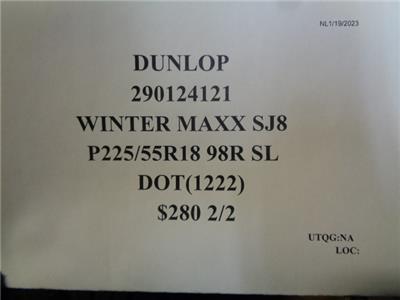 NL1/19/2023
DUNLOP
290124121
WINTER MAXX SJ8
P225/55R18 98R SL
DOT(1222)
$280 2/2
UTQG:NA
LOC: